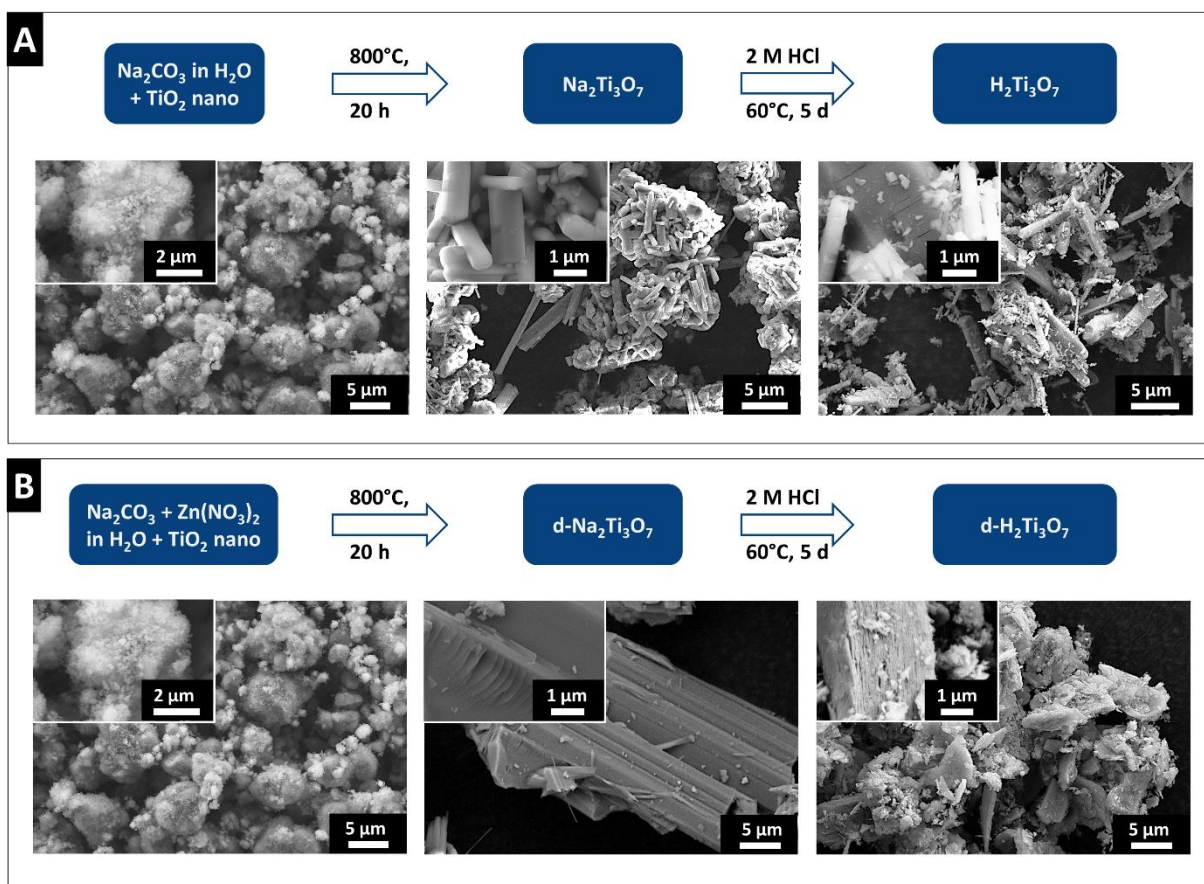 A
Na₂CO₃ in H₂O
+ TiO₂ nano
800°C,
20 h
Na₂Ti₃O₇
2 M HCl
60°C, 5 d
H₂Ti₃O₇
2 µm
5 µm
1 µm
5 µm
1 µm
5 µm
B
Na₂CO₃ + Zn(NO₃)₂
in H₂O + TiO₂ nano
800°C,
20 h
d-Na₂Ti₃O₇
2 M HCl
60°C, 5 d
d-H₂Ti₃O₇
2 µm
5 µm
1 µm
5 µm
1 µm
5 µm